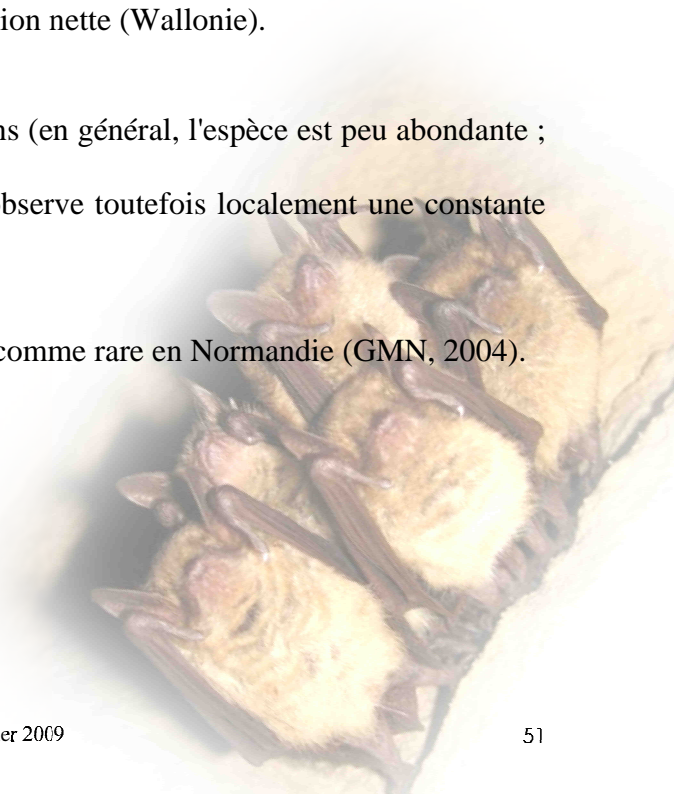 ion nette (Wallonie).
ns (en général, l'espèce est peu abondante ;
observe toutefois localement une constante
comme rare en Normandie (GMN, 2004).
er 2009 51